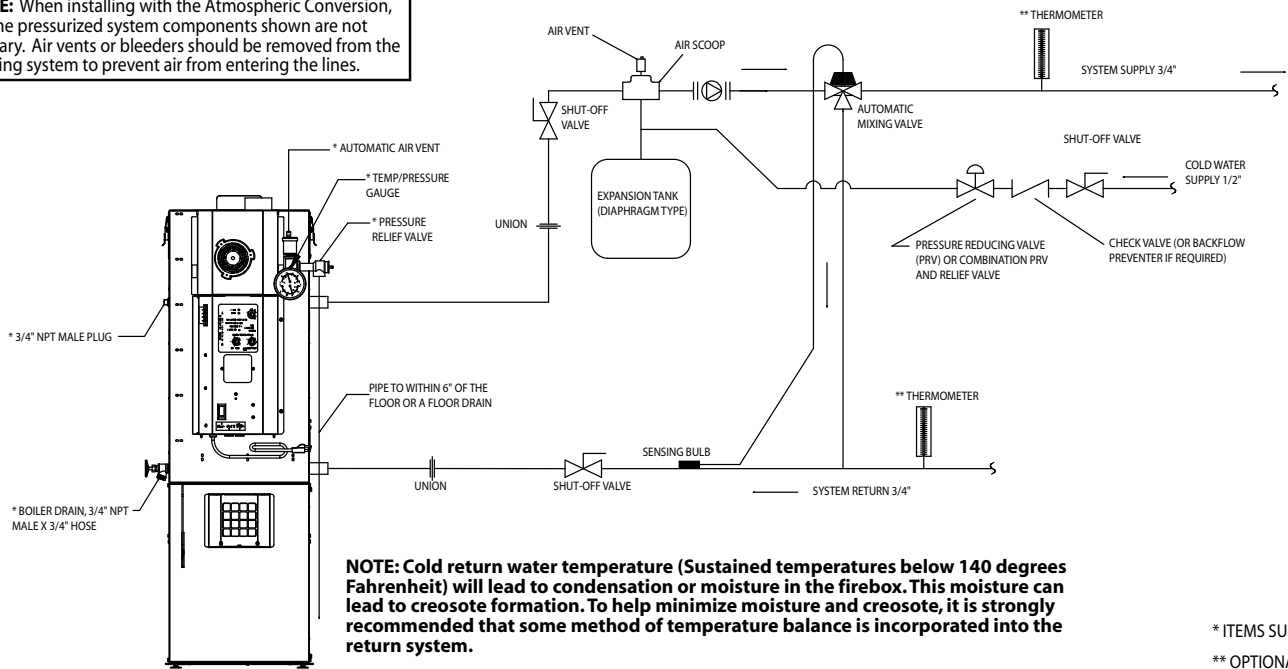 E: When installing with the Atmospheric Conversion,
ne pressurized system components shown are not
ary. Air vents or bleeders should be removed from the
ing system to prevent air from entering the lines.
** THERMOMETER
AIR VENT
AIR SCOOP
SYSTEM SUPPLY 3/4"
SHUT-OFF
VALVE
AUTOMATIC
MIXING VALVE
SHUT-OFF VALVE
* AUTOMATIC AIR VENT
COLD WATER
SUPPLY 1/2"
* TEMP/PRESSURE
GAUGE
EXPANSION TANK
(DIAPHRAGM TYPE)
* PRESSURE
RELIEF VALVE
UNION
PRESSURE REDUCING VALVE
(PRV) OR COMBINATION PRV
AND RELIEF VALVE
CHECK VALVE (OR BACKFLOW
PREVENTER IF REQUIRED)
* 3/4" NPT MALE PLUG
PIPE TO WITHIN 6" OF THE
FLOOR OR A FLOOR DRAIN
** THERMOMETER
SENSING BULB
UNION
SHUT-OFF VALVE
SYSTEM RETURN 3/4"
* BOILER DRAIN, 3/4" NPT
MALE X 3/4" HOSE
NOTE: Cold return water temperature (Sustained temperatures below 140 degrees
Fahrenheit) will lead to condensation or moisture in the firebox. This moisture can
lead to creosote formation. To help minimize moisture and creosote, it is strongly
recommended that some method of temperature balance is incorporated into the
return system.
* ITEMS SU
** OPTIONA